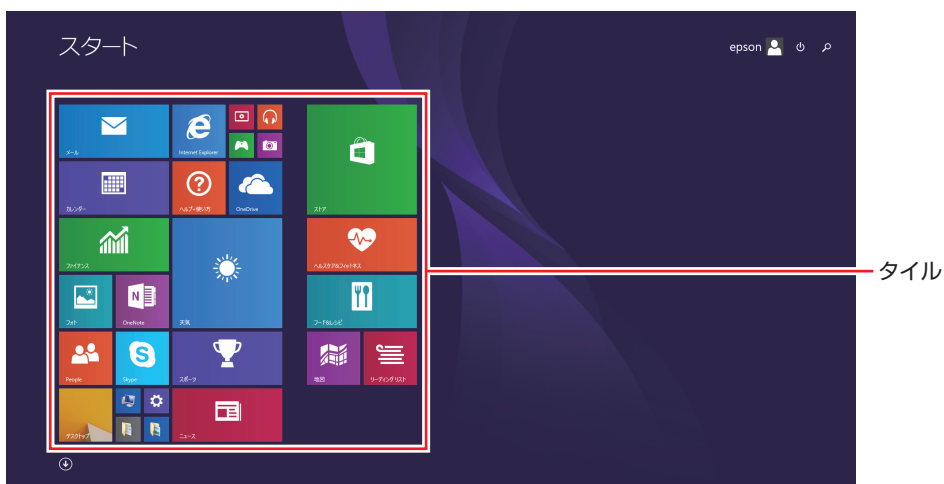 スタート
epson
メール
Internet Explorer
カレンダー
ヘルプ+使い方
OneDrive
ストア
ファイナンス
ヘルスケア&フィットネス
フォト
N
OneNote
天気
フード&レシピ
People
S
Skype
スポーツ
地図
リーディング リスト
デスクトップ
ニュース
タイル